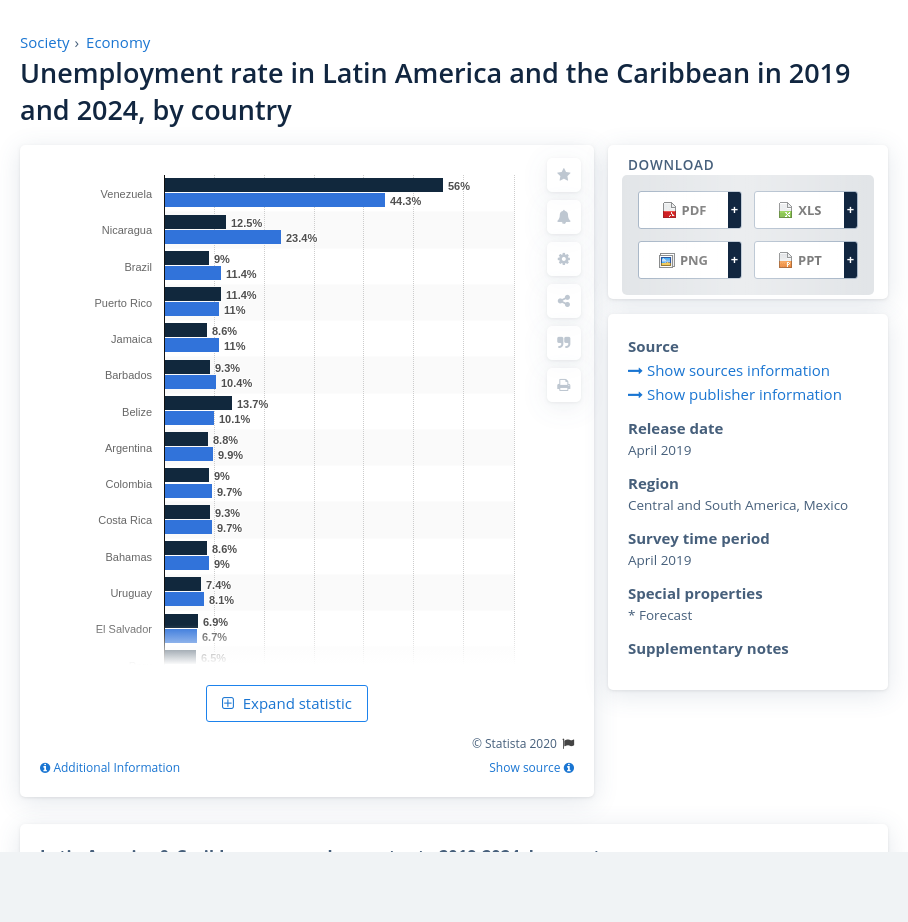 Society › Economy
Unemployment rate in Latin America and the Caribbean in 2019
and 2024, by country
Venezuela
56%
44.3%
Nicaragua
12.5%
23.4%
Brazil
9%
11.4%
Puerto Rico
11.4%
11%
Jamaica
8.6%
11%
Barbados
9.3%
10.4%
Belize
13.7%
10.1%
Argentina
8.8%
9.9%
Colombia
9%
9.7%
Costa Rica
9.3%
9.7%
Bahamas
8.6%
9%
Uruguay
7.4%
8.1%
El Salvador
6.9%
6.7%
6.5%
Expand statistic
© Statista 2020
Additional Information
Show source
DOWNLOAD
PDF +
XLS +
PNG +
PPT +
Source
Show sources information
Show publisher information
Release date
April 2019
Region
Central and South America, Mexico
Survey time period
April 2019
Special properties
* Forecast
Supplementary notes